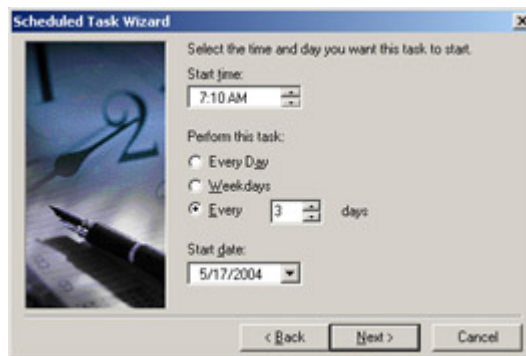 Scheduled Task Wizard
Select the time and day you want this task to start.
Start time:
7:10 AM
Perform this task:
Every Day
Weekdays
Every 3 days
Start date:
5/17/2004
< Back Next > Cancel